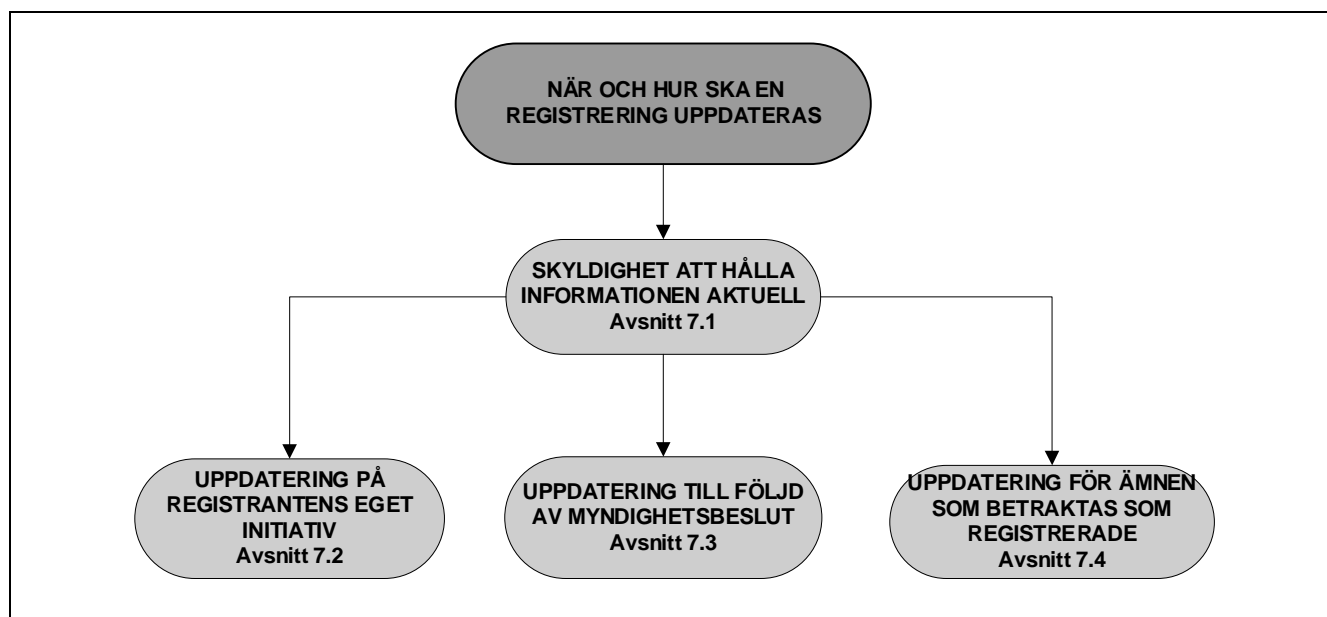 NÄR OCH HUR SKA EN
REGISTRERING UPPDATERAS
SKYLDIGHET ATT HÅLLA
INFORMATIONEN AKTUELL
Avsnitt 7.1
UPPDATERING PÅ
REGISTRANTENS EGET
INITIATIV
Avsnitt 7.2
UPPDATERING TILL FÖLJD
AV MYNDIGHETSBESLUT
Avsnitt 7.3
UPPDATERING FÖR ÄMNEN
SOM BETRAKTAS SOM
REGISTRERADE
Avsnitt 7.4